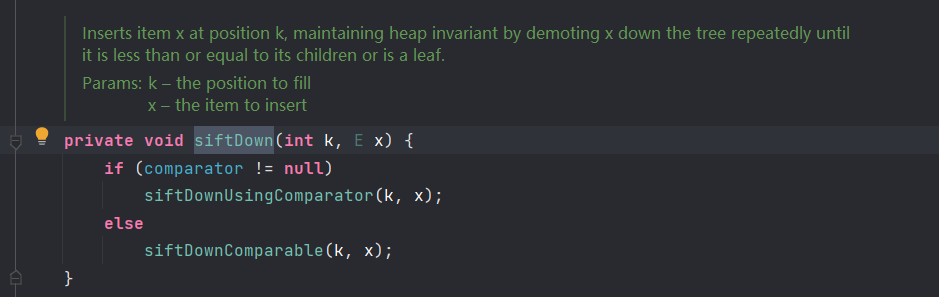 Inserts item x at position k, maintaining heap invariant by demoting x down the tree repeatedly until
it is less than or equal to its children or is a leaf.
Params: k – the position to fill
x – the item to insert
private void siftDown(int k, E x) {
if (comparator != null)
siftDownUsingComparator(k, x);
else
siftDownComparable(k, x);
}